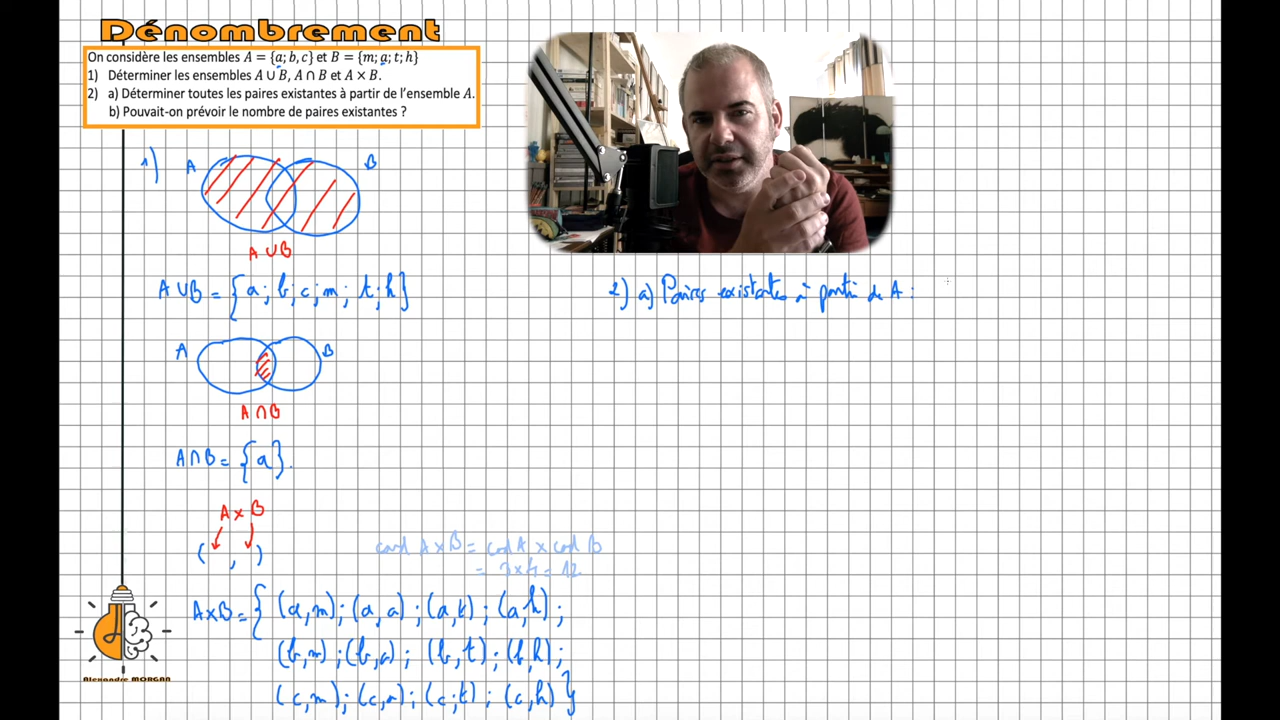 Dénombrement
On considère les ensembles A = {a; b, c} et B = {m; a; t; h}
1) Déterminer les ensembles A ∪ B, A ∩ B et A × B.
2) a) Déterminer toutes les paires existantes à partir de l'ensemble A.
b) Pouvait-on prévoir le nombre de paires existantes ?
1)
A B
A ∪ B
A ∪ B = {a; b; c; m; t; h}
A B
A ∩ B
A ∩ B = {a}.
A × B
( , )
card A × B = card A × card B
= 3 × 4 = 12
A × B = { (a, m); (a, a); (a, t); (a, h);
(b, m); (b, a); (b, t); (b, h);
(c, m); (c, a); (c; t); (c, h) }
2) a) Paires existantes à partir de A :
Alexandre MORGAN